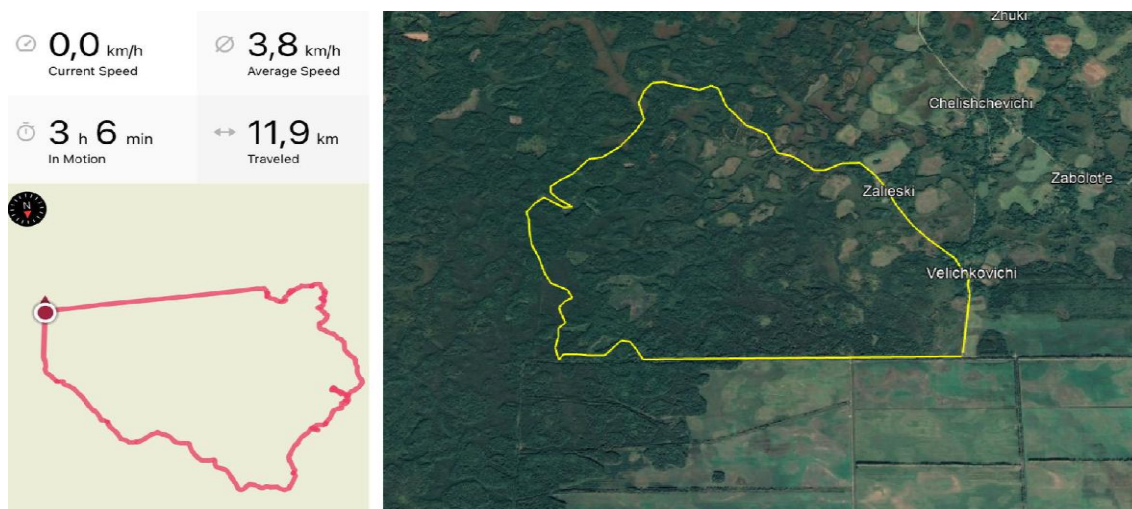 0,0 km/h
Current Speed
3,8 km/h
Average Speed
3 h 6 min
In Motion
11,9 km
Traveled
N
Zhuki
Chelishchevichi
Zabolot'e
Zalieski
Velichkovichi